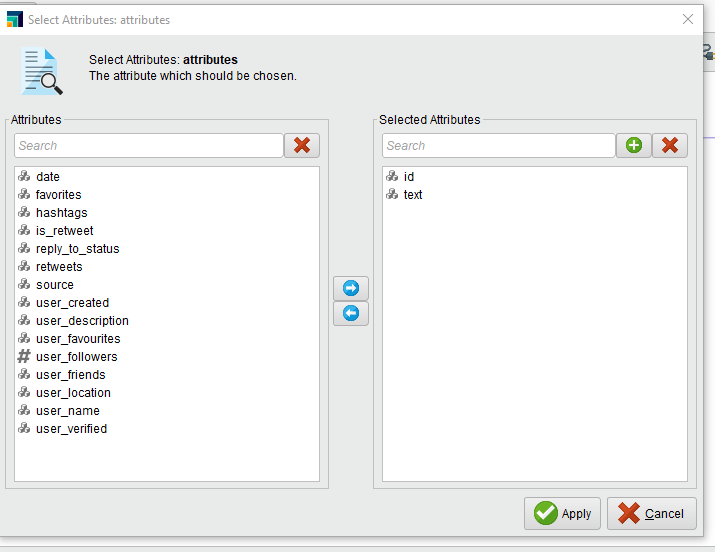 Select Attributes: attributes
Select Attributes: attributes
The attribute which should be chosen.
Attributes
Search
date
favorites
hashtags
is_retweet
reply_to_status
retweets
source
user_created
user_description
user_favourites
user_followers
user_friends
user_location
user_name
user_verified
Selected Attributes
Search
id
text
Apply
Cancel